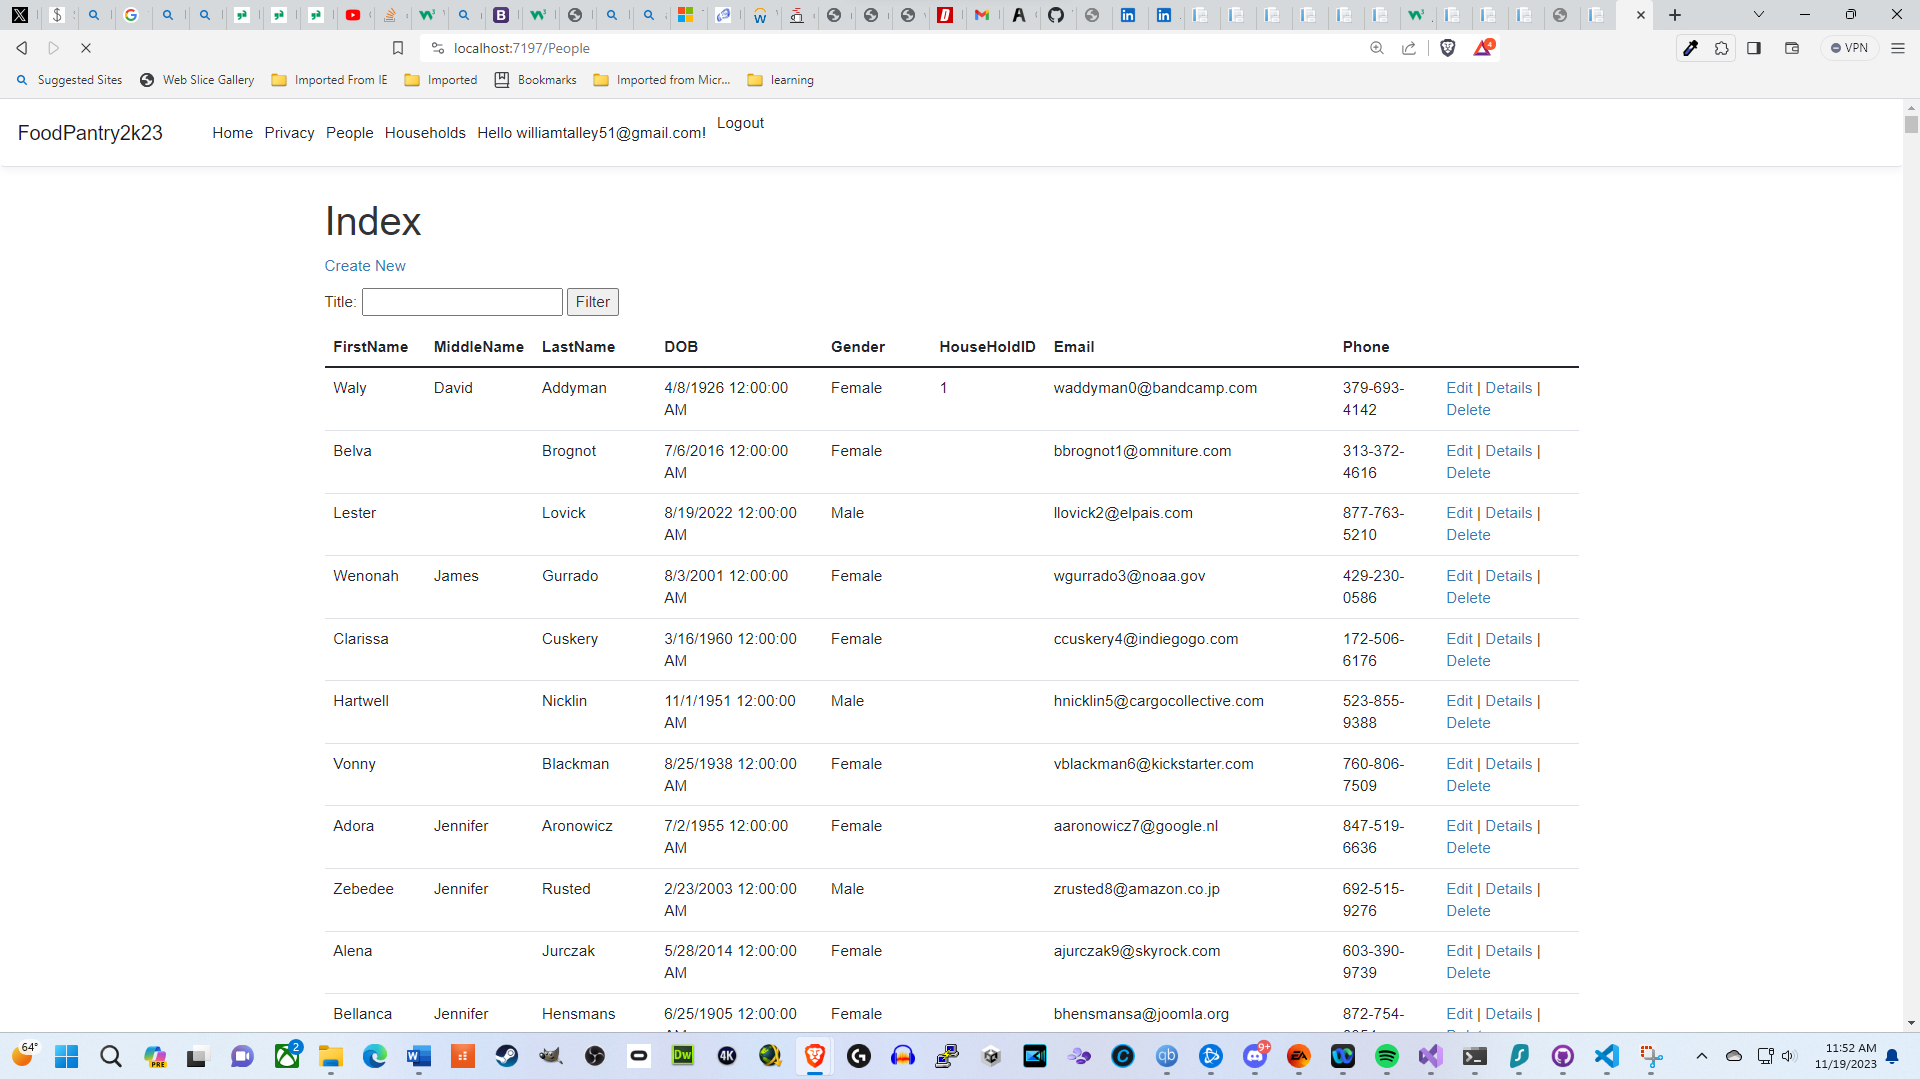 localhost:7197/People
VPN
4
Suggested Sites Web Slice Gallery Imported From IE Imported Bookmarks Imported from Micr... learning
FoodPantry2k23 Home Privacy People Households Hello williamtalley51@gmail.com! Logout
Index
Create New
Title: Filter
FirstName MiddleName LastName DOB Gender HouseHoldID Email Phone
Waly David Addyman 4/8/1926 12:00:00 Female 1 waddyman0@bandcamp.com 379-693- Edit | Details |
AM 4142 Delete
Belva Brognot 7/6/2016 12:00:00 Female bbrognot1@omniture.com 313-372- Edit | Details |
AM 4616 Delete
Lester Lovick 8/19/2022 12:00:00 Male llovick2@elpais.com 877-763- Edit | Details |
AM 5210 Delete
Wenonah James Gurrado 8/3/2001 12:00:00 Female wgurrado3@noaa.gov 429-230- Edit | Details |
AM 0586 Delete
Clarissa Cuskery 3/16/1960 12:00:00 Female ccuskery4@indiegogo.com 172-506- Edit | Details |
AM 6176 Delete
Hartwell Nicklin 11/1/1951 12:00:00 Male hnicklin5@cargocollective.com 523-855- Edit | Details |
AM 9388 Delete
Vonny Blackman 8/25/1938 12:00:00 Female vblackman6@kickstarter.com 760-806- Edit | Details |
AM 7509 Delete
Adora Jennifer Aronowicz 7/2/1955 12:00:00 Female aaronowicz7@google.nl 847-519- Edit | Details |
AM 6636 Delete
Zebedee Jennifer Rusted 2/23/2003 12:00:00 Male zrusted8@amazon.co.jp 692-515- Edit | Details |
AM 9276 Delete
Alena Jurczak 5/28/2014 12:00:00 Female ajurczak9@skyrock.com 603-390- Edit | Details |
AM 9739 Delete
Bellanca Jennifer Hensmans 6/25/1905 12:00:00 Female bhensmansa@joomla.org 872-754- Edit | Details |
64° PRE 2 Dw 4K 9+ EA 11:52 AM
11/19/2023